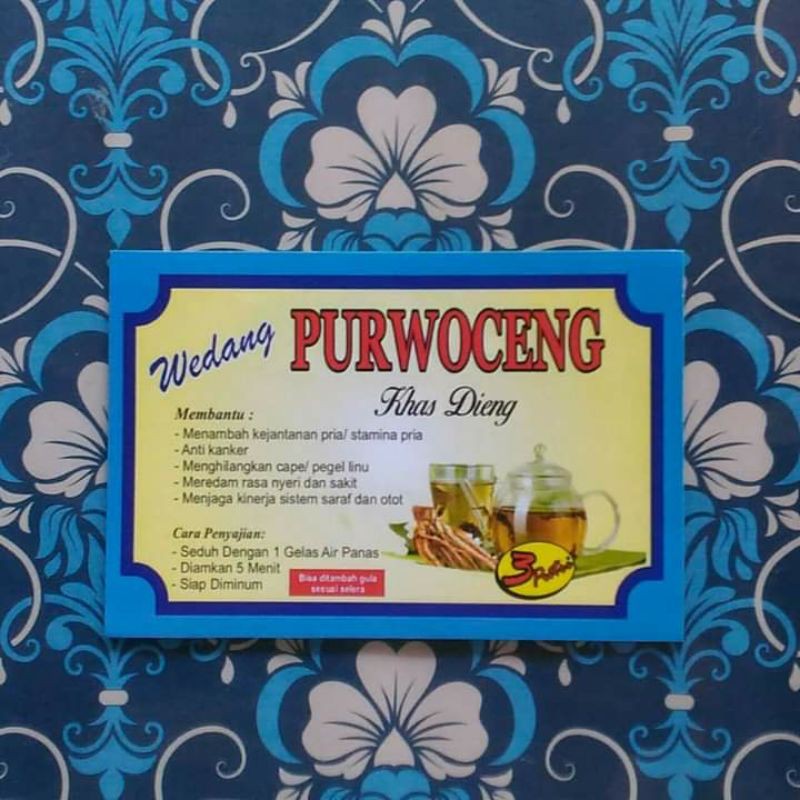 Wedang PURWOCENG
Khas Dieng
Membantu :
- Menambah kejantanan pria/ stamina pria
- Anti kanker
- Menghilangkan cape/ pegel linu
- Meredam rasa nyeri dan sakit
- Menjaga kinerja sistem saraf dan otot
Cara Penyajian:
- Seduh Dengan 1 Gelas Air Panas
- Diamkan 5 Menit
- Siap Diminum
Bisa ditambah gula
sesuai selera
3